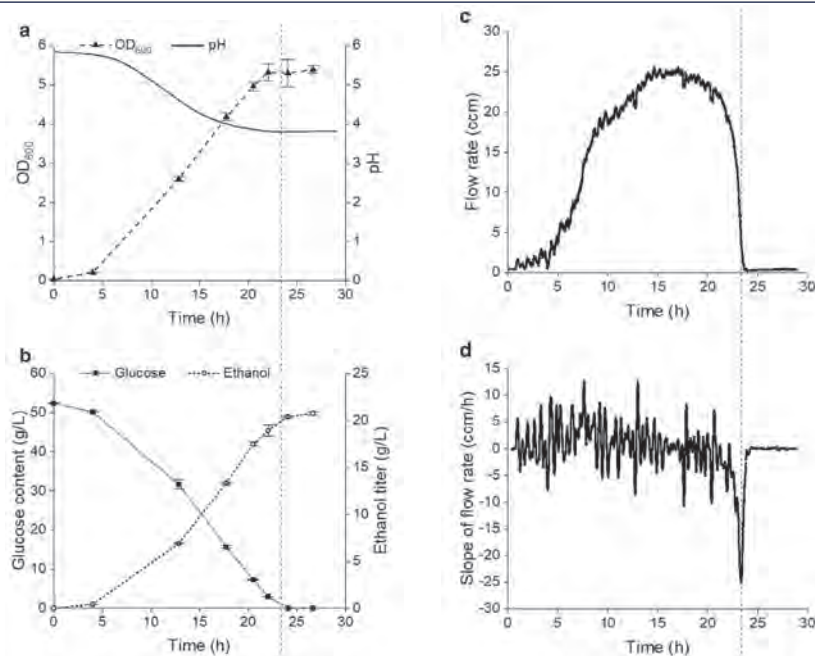 a
OD600 pH
6 5 4 3 2 1 0
OD600
6 5 4 3 2 1 0
pH
0 5 10 15 20 25 30
Time (h)
b
Glucose Ethanol
60 50 40 30 20 10 0
Glucose content (g/L)
25 20 15 10 5 0
Ethanol titer (g/L)
0 5 10 15 20 25 30
Time (h)
c
30 25 20 15 10 5 0
Flow rate (ccm)
0 5 10 15 20 25 30
Time (h)
d
15 10 5 0 -5 -10 -15 -20 -25 -30
Slope of flow rate (ccm/h)
0 5 10 15 20 25 30
Time (h)